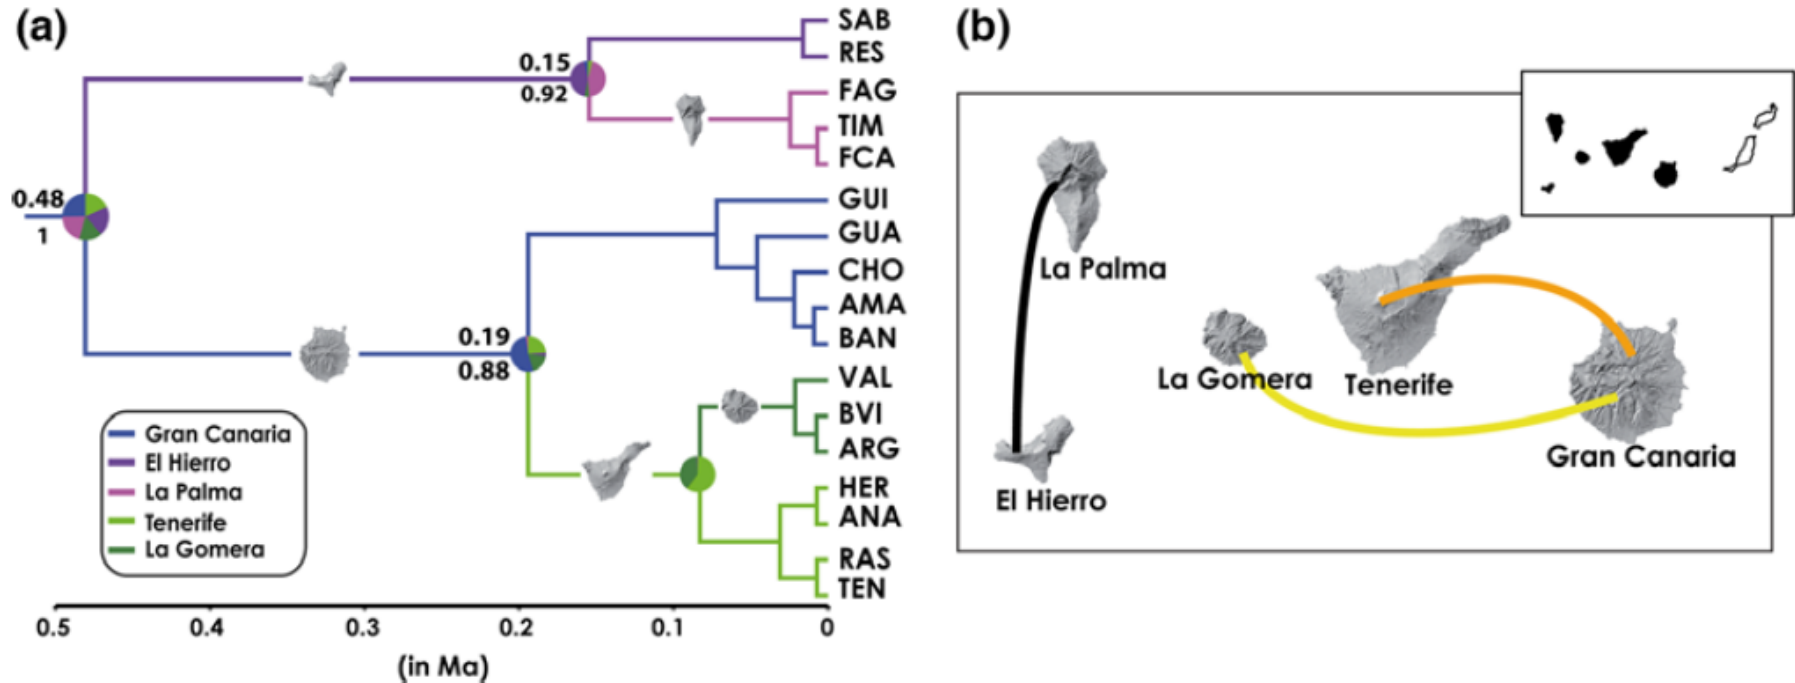 (a)
SAB
RES
0.15
0.92
FAG
TIM
FCA
0.48
1
GUI
GUA
CHO
AMA
BAN
0.19
0.88
VAL
BVI
ARG
HER
ANA
RAS
TEN
Gran Canaria
El Hierro
La Palma
Tenerife
La Gomera
0.5 0.4 0.3 0.2 0.1 0
(in Ma)
(b)
La Palma
La Gomera
Tenerife
Gran Canaria
El Hierro